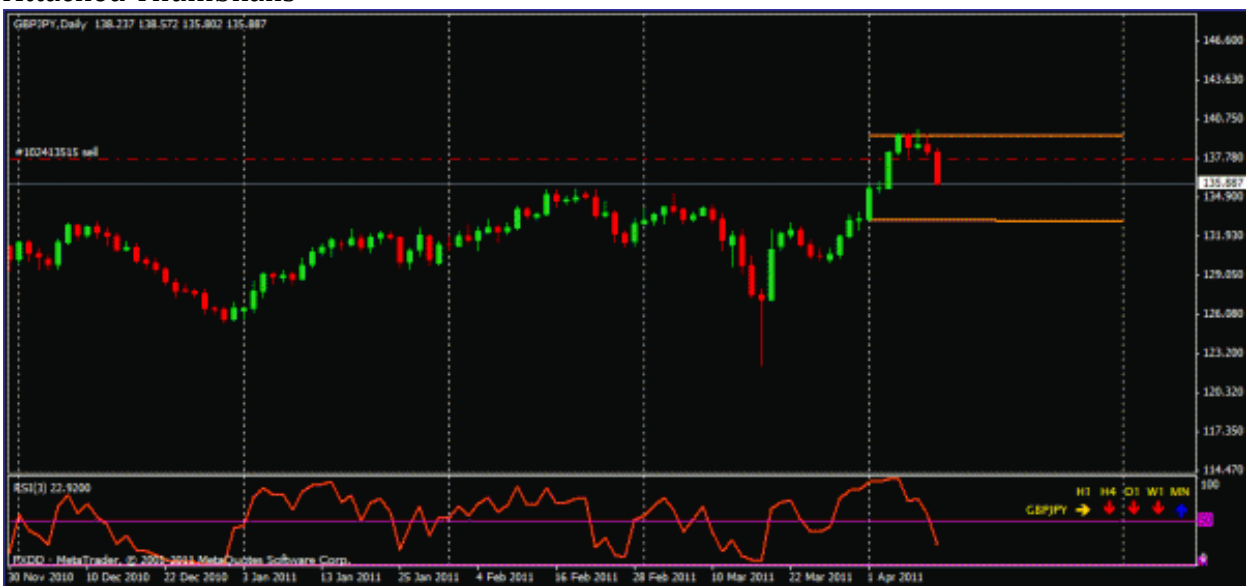 Attached Thumbnails
GBPJPY,Daily 138.237 138.572 135.802 135.887
146.600
143.630
140.750
#102413515 sell
137.780
135.887
134.900
131.930
129.050
126.080
123.200
120.320
117.350
114.470
RSI(3) 22.9200
100
H1 H4 D1 W1 MN
GBPJPY
50
FXDD - MetaTrader, © 2001-2011 MetaQuotes Software Corp.
30 Nov 2010 10 Dec 2010 22 Dec 2010 3 Jan 2011 13 Jan 2011 25 Jan 2011 4 Feb 2011 16 Feb 2011 28 Feb 2011 10 Mar 2011 22 Mar 2011 1 Apr 2011